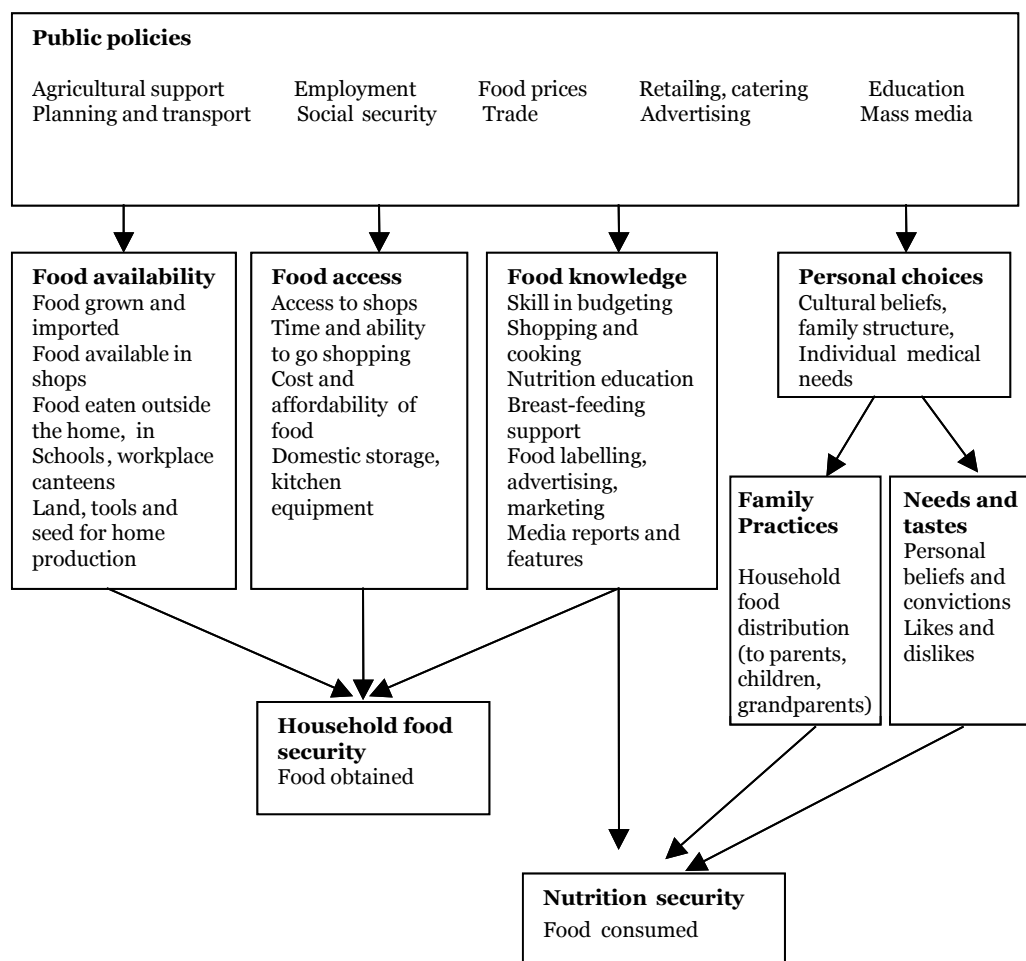 Public policies
Agricultural support Employment Food prices Retailing, catering Education
Planning and transport Social security Trade Advertising Mass media
Food availability
Food grown and
imported
Food available in
shops
Food eaten outside
the home, in
Schools, workplace
canteens
Land, tools and
seed for home
production
Food access
Access to shops
Time and ability
to go shopping
Cost and
affordability of
food
Domestic storage,
kitchen
equipment
Food knowledge
Skill in budgeting
Shopping and
cooking
Nutrition education
Breast-feeding
support
Food labelling,
advertising,
marketing
Media reports and
features
Personal choices
Cultural beliefs,
family structure,
Individual medical
needs
Family
Practices
Household
food
distribution
(to parents,
children,
grandparents)
Needs and
tastes
Personal
beliefs and
convictions
Likes and
dislikes
Household food
security
Food obtained
Nutrition security
Food consumed